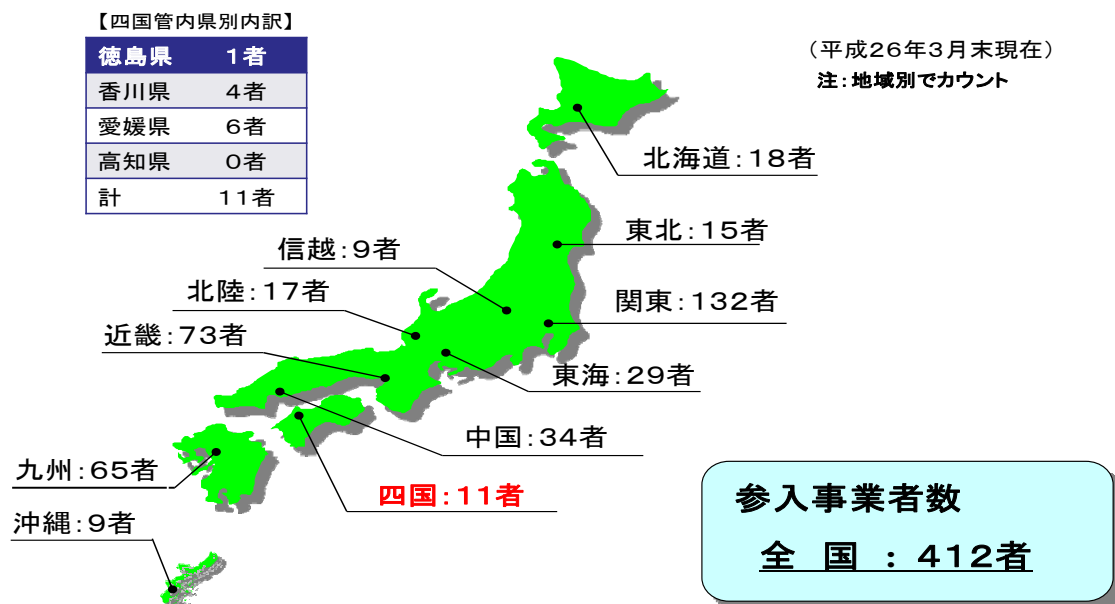 【四国管内県別内訳】
徳島県 1者
香川県 4者
愛媛県 6者
高知県 0者
計 11者
（平成26年3月末現在）
注：地域別でカウント
北海道：18者
東北：15者
信越：9者
北陸：17者
関東：132者
近畿：73者
東海：29者
中国：34者
九州：65者
四国：11者
沖縄：9者
参入事業者数
全 国 ： 412者